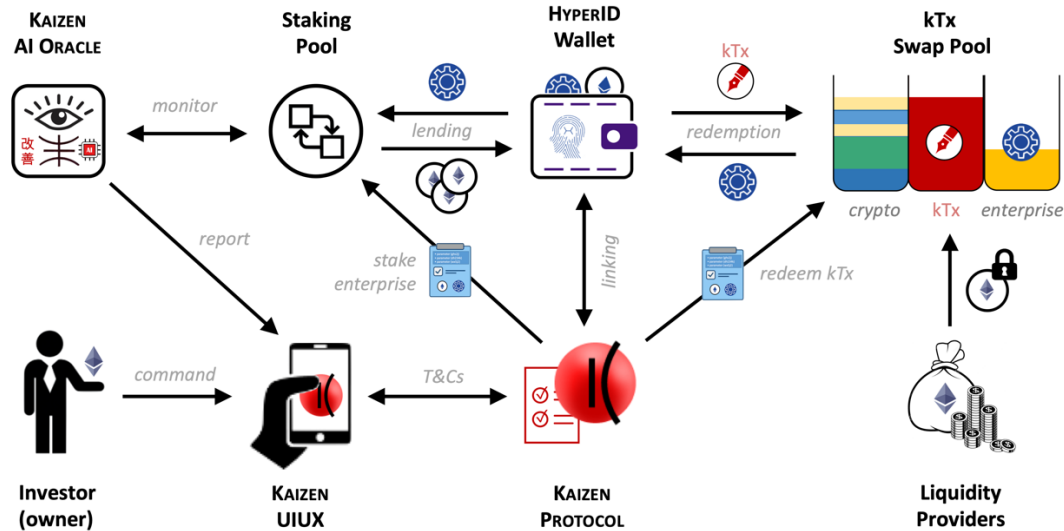 KAIZEN
AI ORACLE
Staking
Pool
HYPERID
Wallet
kTx
Swap Pool
kTx
monitor
lending
redemption
改
善
AI
crypto
kTx
enterprise
report
stake
enterprise
linking
redeem kTx
command
T&Cs
Investor
(owner)
KAIZEN
UIUX
KAIZEN
PROTOCOL
Liquidity
Providers